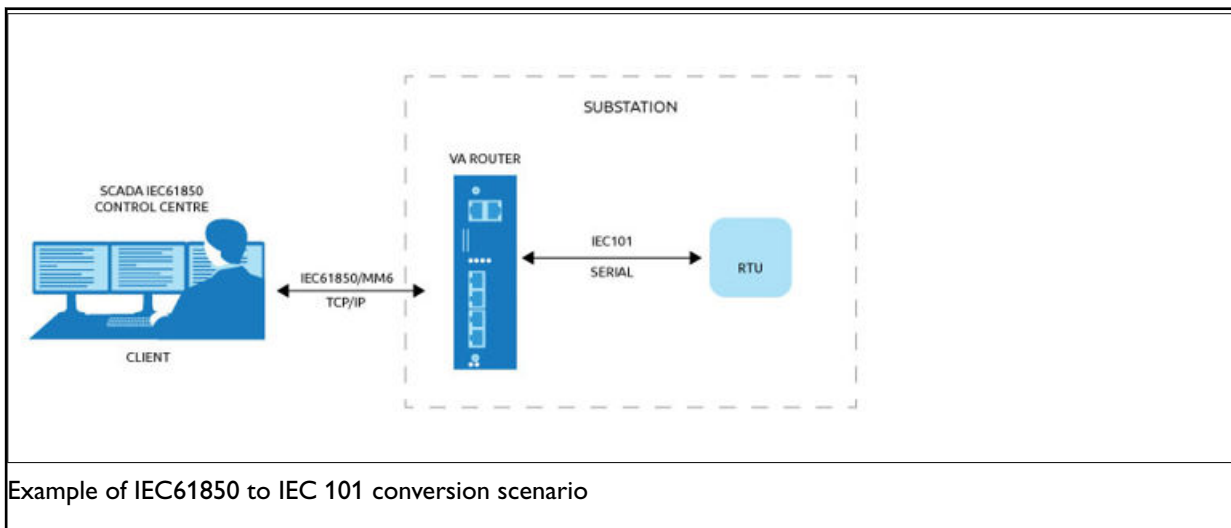 SUBSTATION
VA ROUTER
SCADA IEC61850
CONTROL CENTRE
IEC101
SERIAL
RTU
IEC61850/MM6
TCP/IP
CLIENT
Example of IEC61850 to IEC 101 conversion scenario